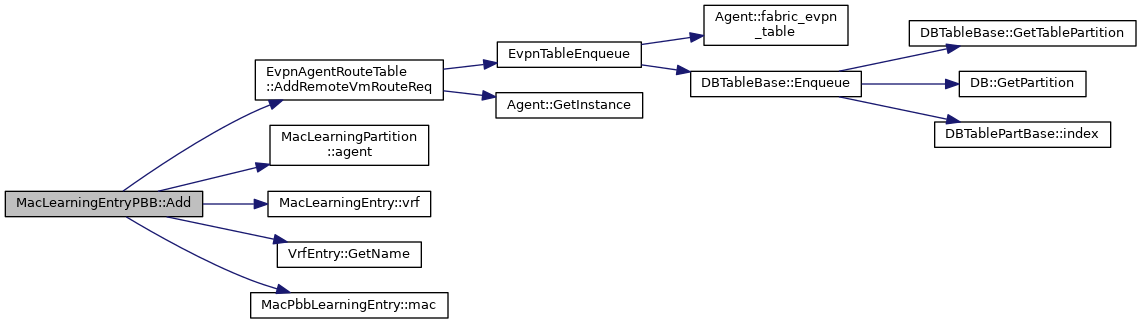 MacLearningEntryPBB::Add
EvpnAgentRouteTable
::AddRemoteVmRouteReq
MacLearningPartition
::agent
MacLearningEntry::vrf
VrfEntry::GetName
MacPbbLearningEntry::mac
EvpnTableEnqueue
Agent::GetInstance
Agent::fabric_evpn
_table
DBTableBase::Enqueue
DBTableBase::GetTablePartition
DB::GetPartition
DBTablePartBase::index